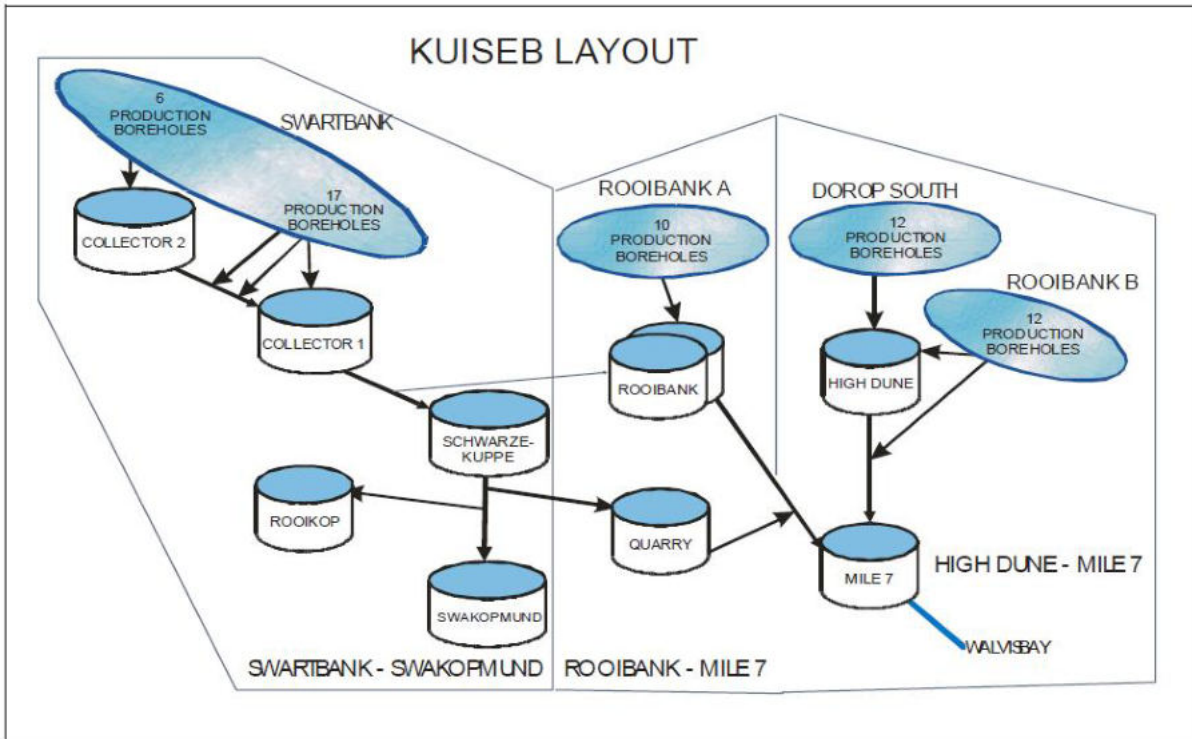 KUISEB LAYOUT
6
PRODUCTION
BOREHOLES
SWARTBANK
17
PRODUCTION
BOREHOLES
COLLECTOR 2
COLLECTOR 1
SCHWARZE-
KUPPE
ROOIKOP
SWAKOPMUND
SWARTBANK - SWAKOPMUND
ROOIBANK A
10
PRODUCTION
BOREHOLES
ROOIBANK
QUARRY
ROOIBANK - MILE 7
DOROP SOUTH
12
PRODUCTION
BOREHOLES
ROOIBANK B
12
PRODUCTION
BOREHOLES
HIGH DUNE
MILE 7
HIGH DUNE - MILE 7
WALVISBAY